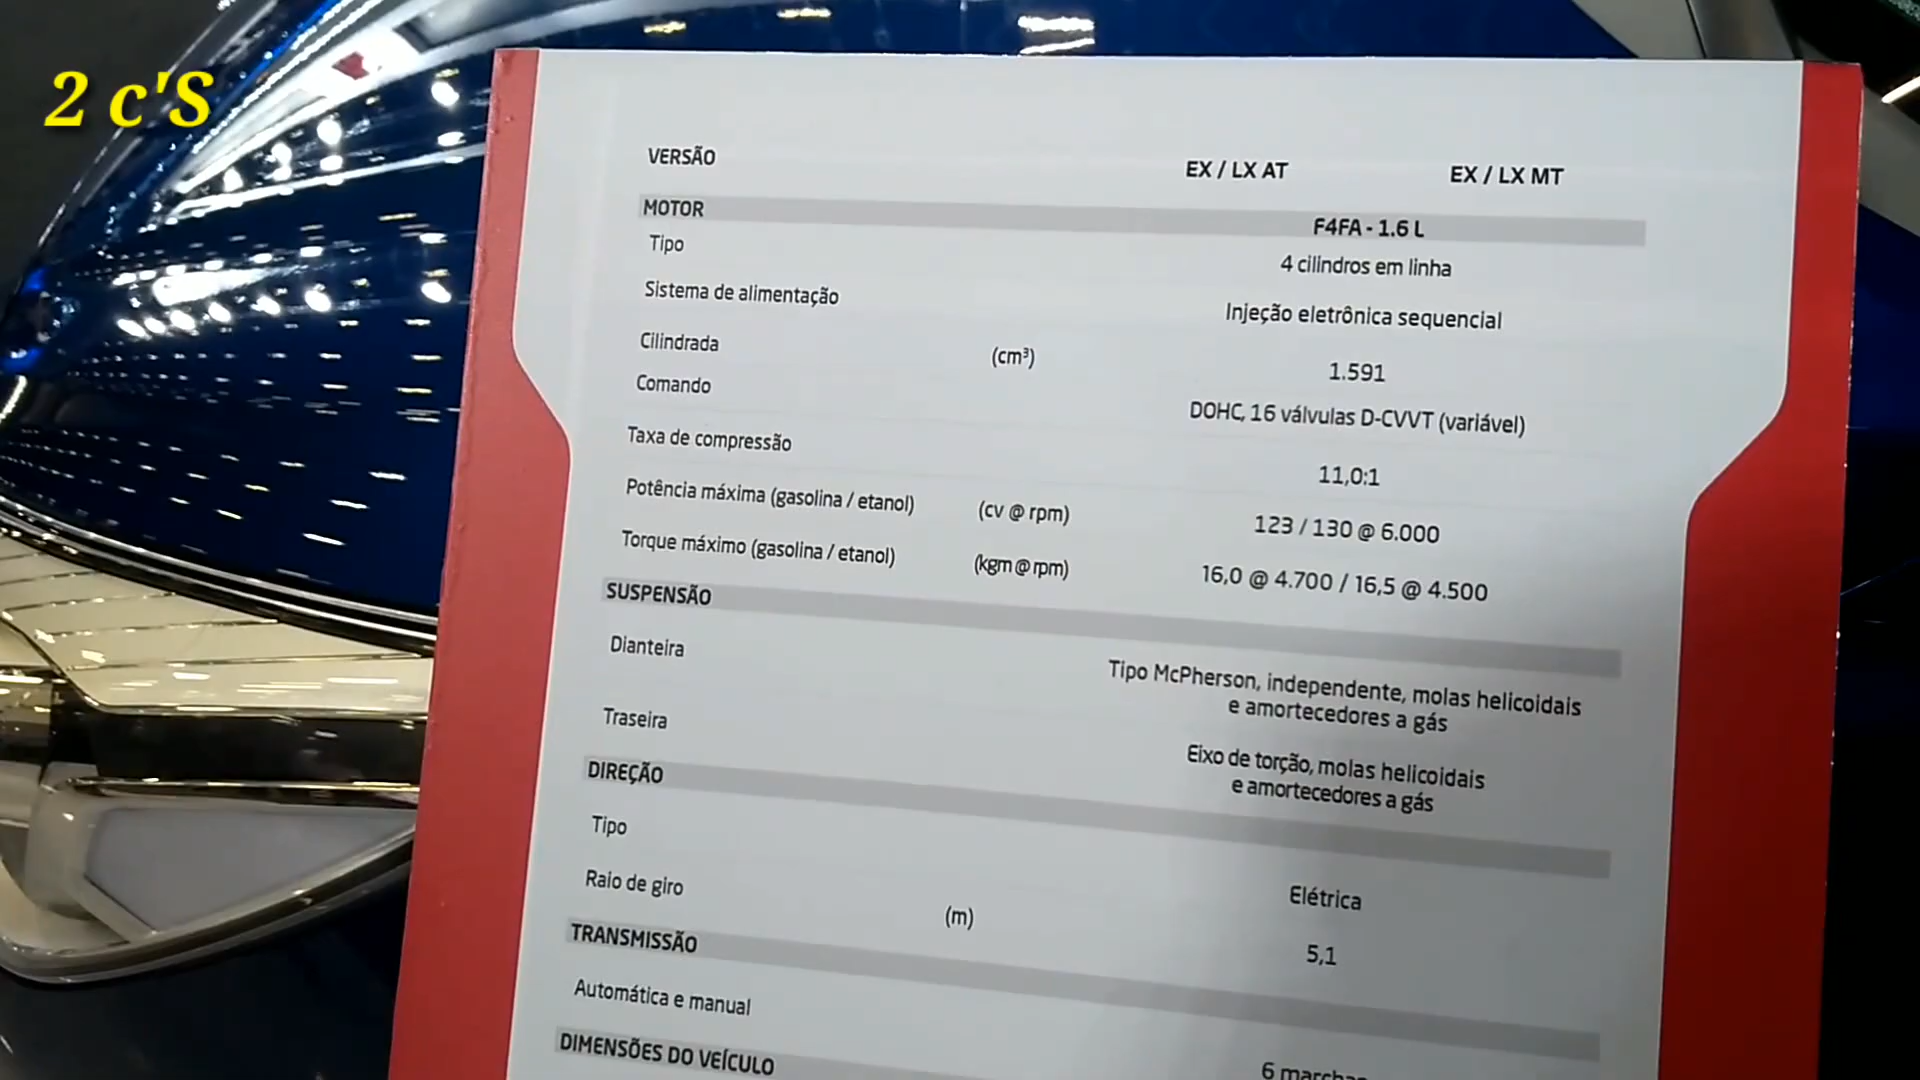 2 c'S
VERSÃO EX / LX AT EX / LX MT
MOTOR F4FA - 1.6 L
Tipo 4 cilindros em linha
Sistema de alimentação Injeção eletrônica sequencial
Cilindrada (cm³) 1.591
Comando DOHC, 16 válvulas D-CVVT (variável)
Taxa de compressão 11,0:1
Potência máxima (gasolina / etanol) (cv @ rpm) 123 / 130 @ 6.000
Torque máximo (gasolina / etanol) (kgm @ rpm) 16,0 @ 4.700 / 16,5 @ 4.500
SUSPENSÃO
Dianteira Tipo McPherson, independente, molas helicoidais
e amortecedores a gás
Traseira Eixo de torção, molas helicoidais
e amortecedores a gás
DIREÇÃO
Tipo Elétrica
Raio de giro (m) 5,1
TRANSMISSÃO
Automática e manual 6 marchas
DIMENSÕES DO VEÍCULO